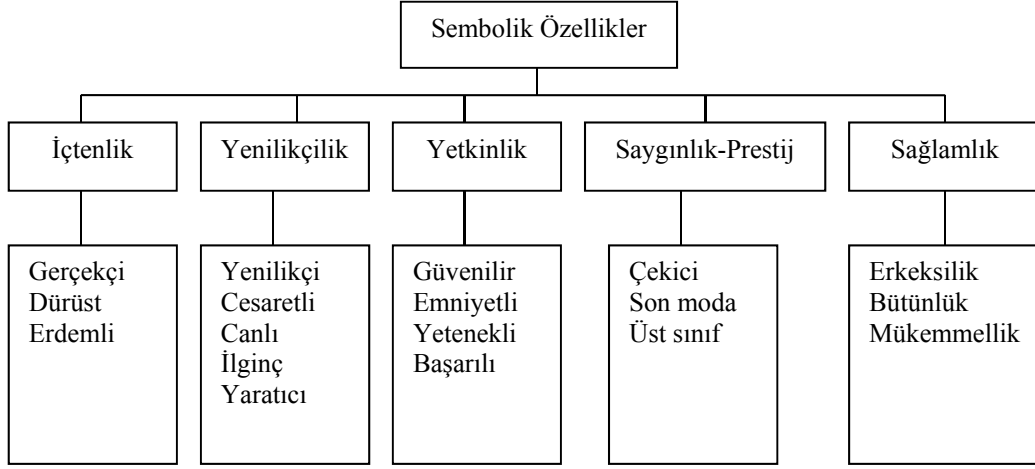 Sembolik Özellikler
İçtenlik
Yenilikçilik
Yetkinlik
Saygınlık-Prestij
Sağlamlık
Gerçekçi
Dürüst
Erdemli
Yenilikçi
Cesaretli
Canlı
İlginç
Yaratıcı
Güvenilir
Emniyetli
Yetenekli
Başarılı
Çekici
Son moda
Üst sınıf
Erkeksilik
Bütünlük
Mükemmellik